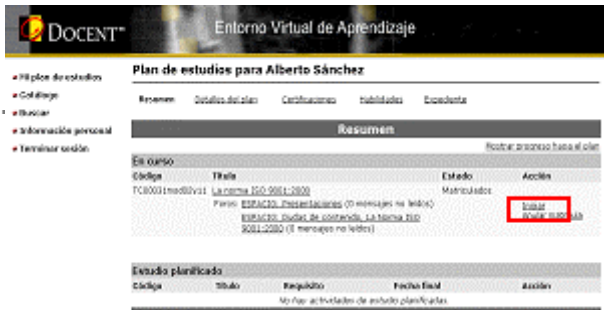 DOCENT™
Entorno Virtual de Aprendizaje
Plan de estudios para Alberto Sánchez
Mi plan de estudios
Catálogo
Buscar
Información personal
Terminar sesión
Resumen Detalles del plan Certificaciones Habilidades Expediente
Resumen
Mostrar progreso hacia el plan
En curso
Código Título Estado Acción
La norma ISO 9001:2000 Matriculados
Foros: ESPACIO: Presentaciones (0 mensajes no leídos) Iniciar
ESPACIO: Dudas de contenido, La Norma ISO Anular matrícula
9001:2000 (0 mensajes no leídos)
Estudio planificado
Código Título Requisito Fecha final Acción
No hay actividades de estudio planificadas.